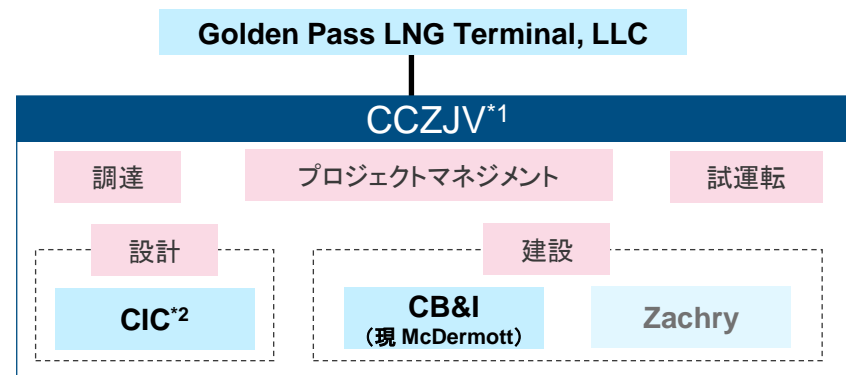 Golden Pass LNG Terminal, LLC
CCZJV*1
調達
プロジェクトマネジメント
試運転
設計
建設
CIC*2
CB&I
（現 McDermott）
Zachry